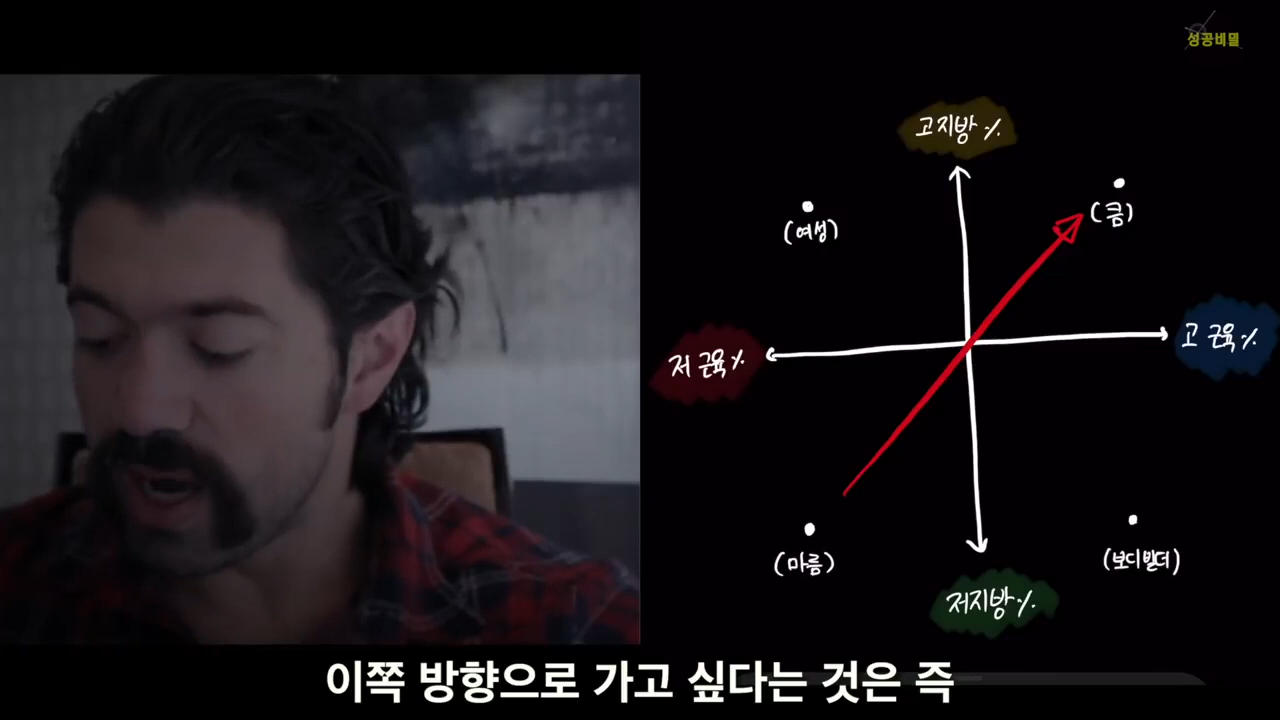 성공비밀
고지방 %
(큼)
(여성)
저 근육 %
고 근육 %
(마름)
(보디빌더)
저지방 %
이쪽 방향으로 가고 싶다는 것은 즉